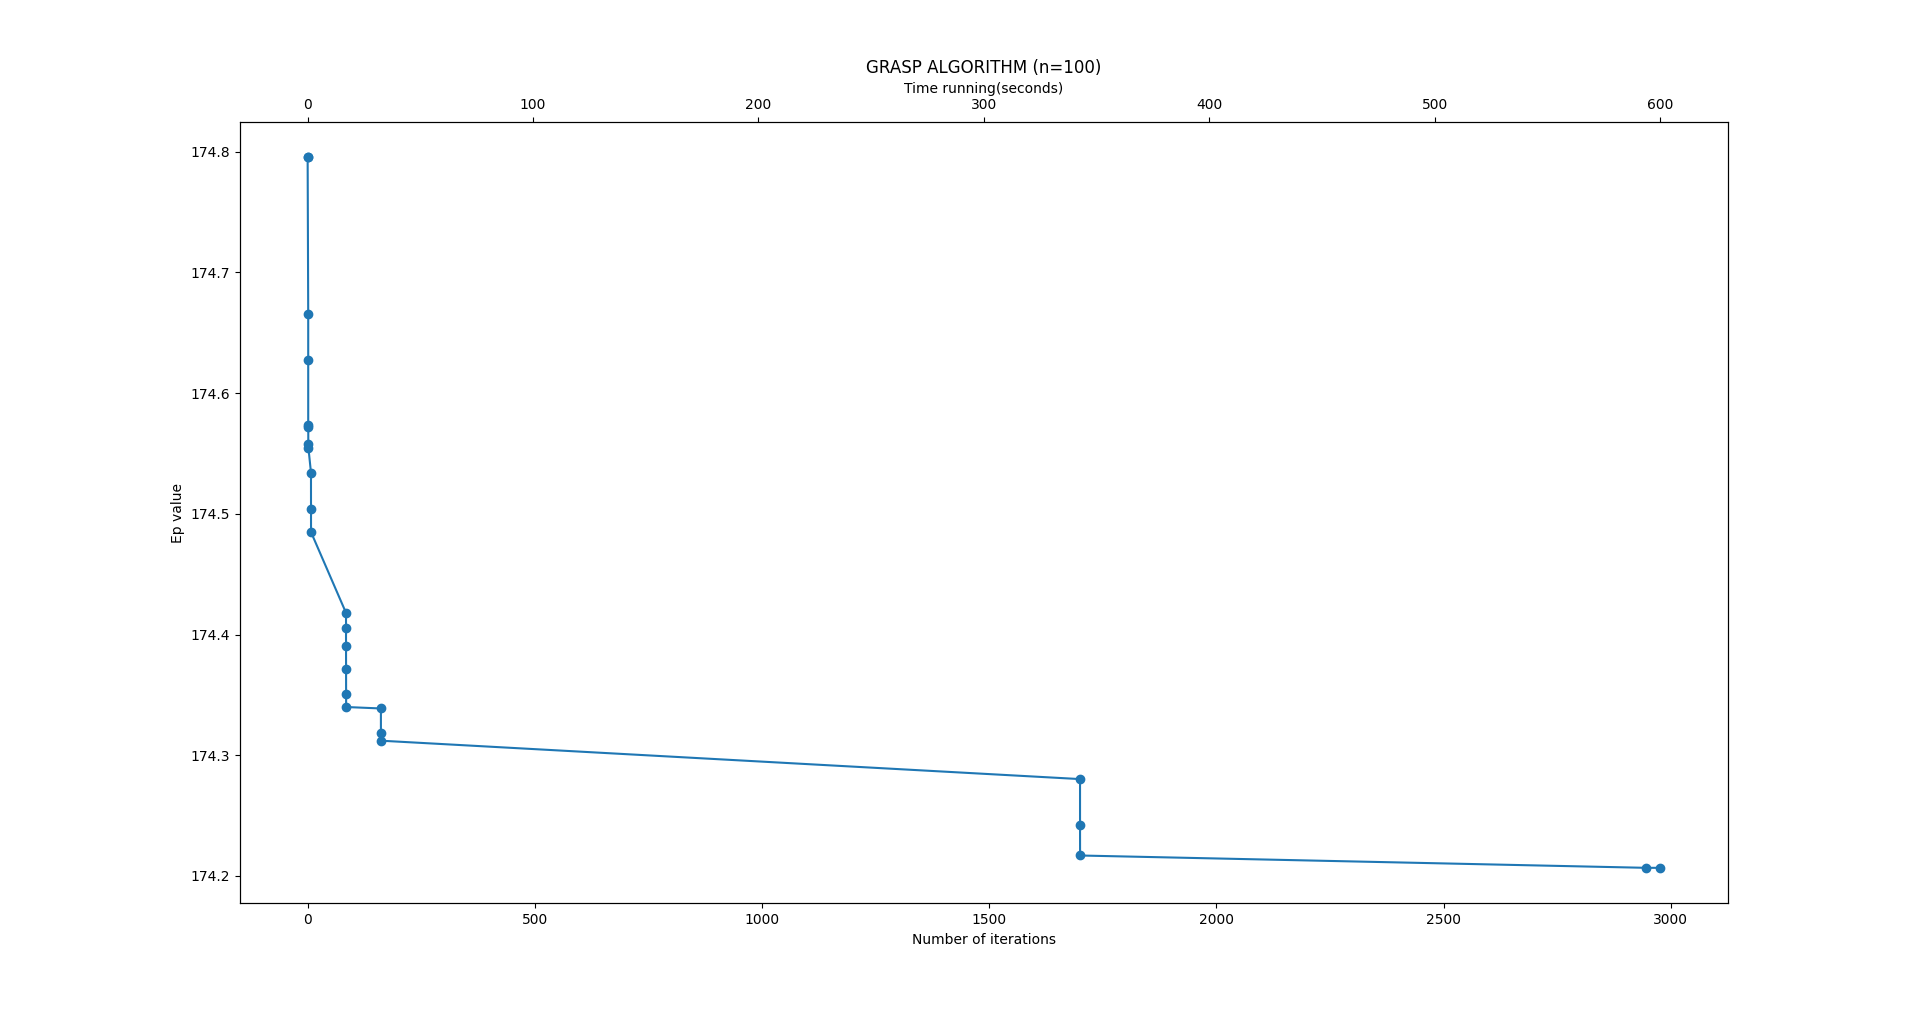 GRASP ALGORITHM (n=100)
Time running(seconds)
0 100 200 300 400 500 600
174.8
174.7
174.6
174.5
174.4
174.3
174.2
Ep value
0 500 1000 1500 2000 2500 3000
Number of iterations